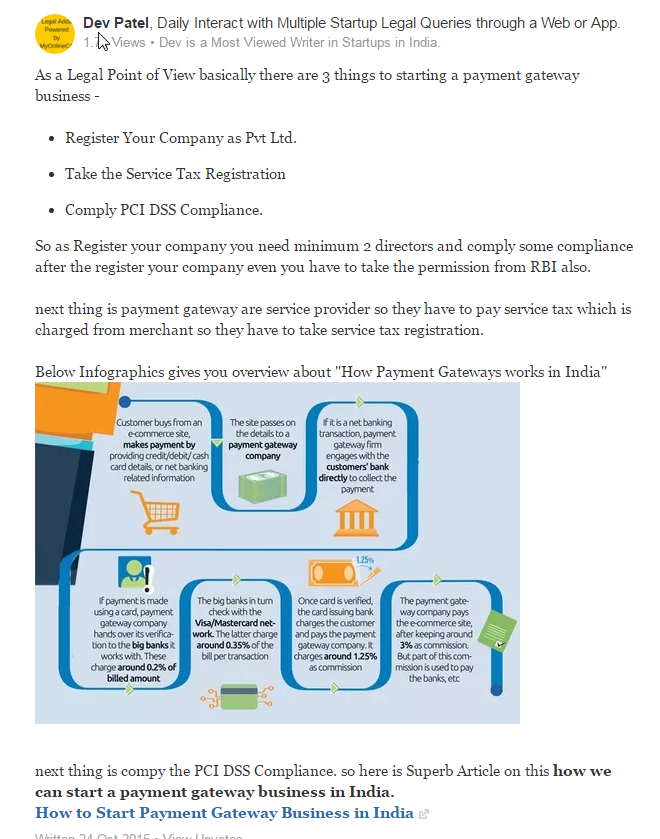 Legal Adda
Powered
by
MyOnlineC
Dev Patel, Daily Interact with Multiple Startup Legal Queries through a Web or App.
Views • Dev is a Most Viewed Writer in Startups in India.
As a Legal Point of View basically there are 3 things to starting a payment gateway
business -
• Register Your Company as Pvt Ltd.
• Take the Service Tax Registration
• Comply PCI DSS Compliance.
So as Register your company you need minimum 2 directors and comply some compliance
after the register your company even you have to take the permission from RBI also.
next thing is payment gateway are service provider so they have to pay service tax which is
charged from merchant so they have to take service tax registration.
Below Infographics gives you overview about "How Payment Gateways works in India"
Customer buys from an
e-commerce site,
makes payment by
providing credit/debit/ cash
card details, or net banking
related information
The site passes on
the details to a
payment gateway
company
If it is a net banking
transaction, payment
gateway firm
engages with the
customers' bank
directly to collect the
payment
If payment is made
using a card, payment
gateway company
hands over its verifica-
tion to the big banks it
works with. These
charge around 0.2% of
billed amount
The big banks in turn
check with the
Visa/Mastercard net-
work. The latter charge
around 0.35% of the
bill per transaction
1.25%
Once card is verified,
the card issuing bank
charges the customer
and pays the payment
gateway company. It
charges around 1.25%
as commission
The payment gate-
way company pays
the e-commerce site,
after keeping around
3% as commission.
But part of this com-
mission is used to pay
the banks, etc
next thing is compy the PCI DSS Compliance. so here is Superb Article on this how we
can start a payment gateway business in India.
How to Start Payment Gateway Business in India
Written 24 Oct 2015 • View Upvotes